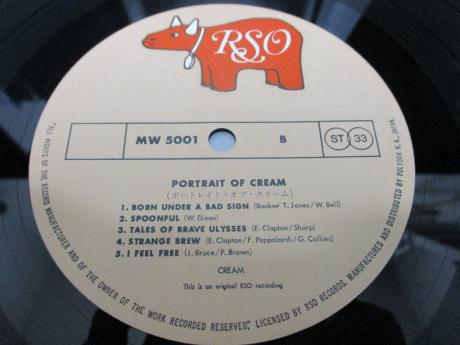 RSO
MW 5001 B ST 33
PORTRAIT OF CREAM
(ポートレイト・オブ・クリーム)
1. BORN UNDER A BAD SIGN (Booker T. Jones/W. Bell)
2. SPOONFUL (W. Dixon)
3. TALES OF BRAVE ULYSSES (E. Clapton/Sharp)
4. STRANGE BREW (E. Clapton/F. Pappalardi/G. Collins)
5. I FEEL FREE (J. Bruce/P. Brown)
CREAM
This is an original RSO recording
"ALL RIGHTS OF THE RECORD MANUFACTURER AND OF THE OWNER OF THE WORK RECORDED RESERVED", LICENSED BY RSO RECORDS, MANUFACTURED AND DISTRIBUTED BY POLYDOR K. K., JAPAN.